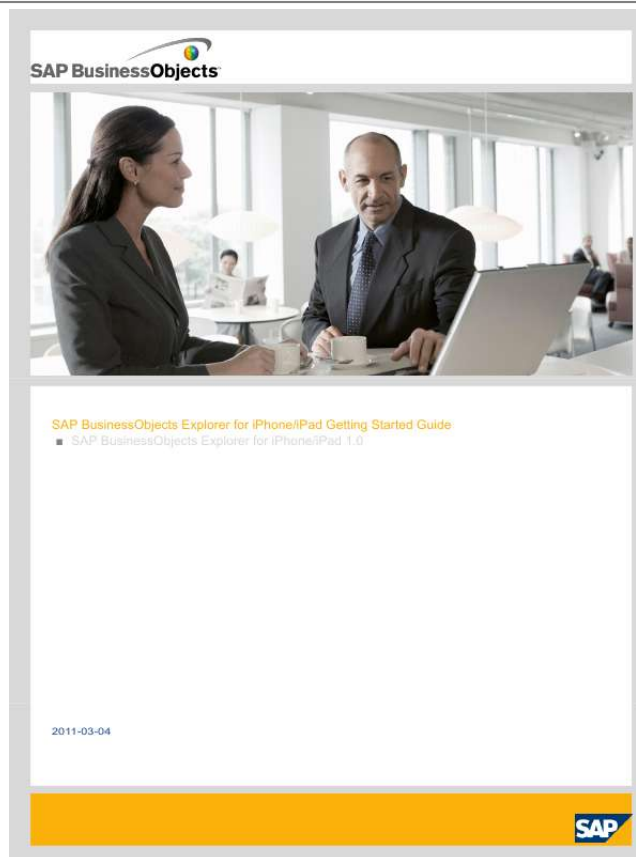 SAP BusinessObjects™
SAP BusinessObjects Explorer for iPhone/iPad Getting Started Guide
■ SAP BusinessObjects Explorer for iPhone/iPad 1.0
2011-03-04
SAP